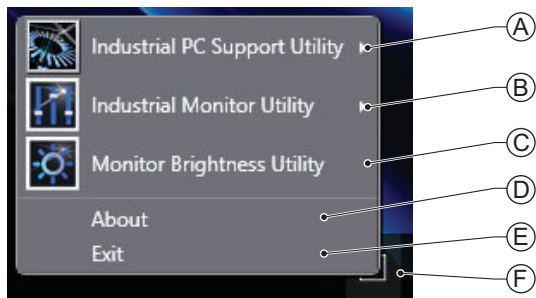 Industrial PC Support Utility A
Industrial Monitor Utility B
Monitor Brightness Utility C
About D
Exit E
F